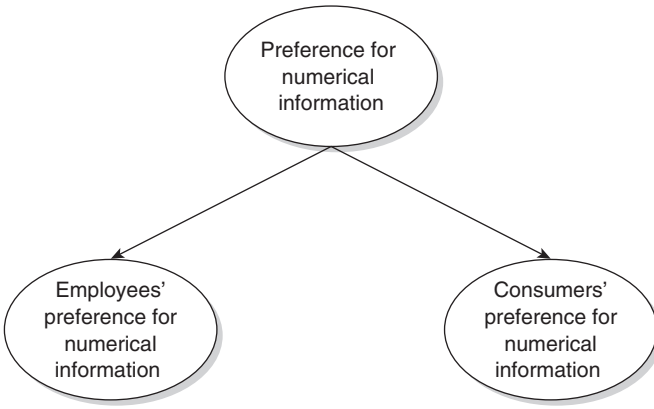 Preference for
numerical
information
Employees’
preference for
numerical
information
Consumers’
preference for
numerical
information